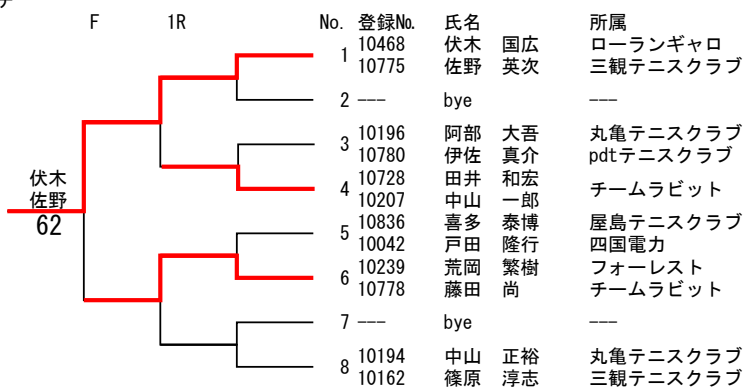 F 1R No. 登録No. 氏名 所属
1 10468 伏木 国広 ローランギャロ
10775 佐野 英次 三観テニスクラブ
2 --- bye ---
3 10196 阿部 大吾 丸亀テニスクラブ
10780 伊佐 真介 pdtテニスクラブ
4 10728 田井 和宏 チームラビット
10207 中山 一郎
5 10836 喜多 泰博 屋島テニスクラブ
10042 戸田 隆行 四国電力
6 10239 荒岡 繁樹 フォーレスト
10778 藤田 尚 チームラビット
7 --- bye ---
8 10194 中山 正裕 丸亀テニスクラブ
10162 篠原 淳志 三観テニスクラブ
伏木
佐野
62